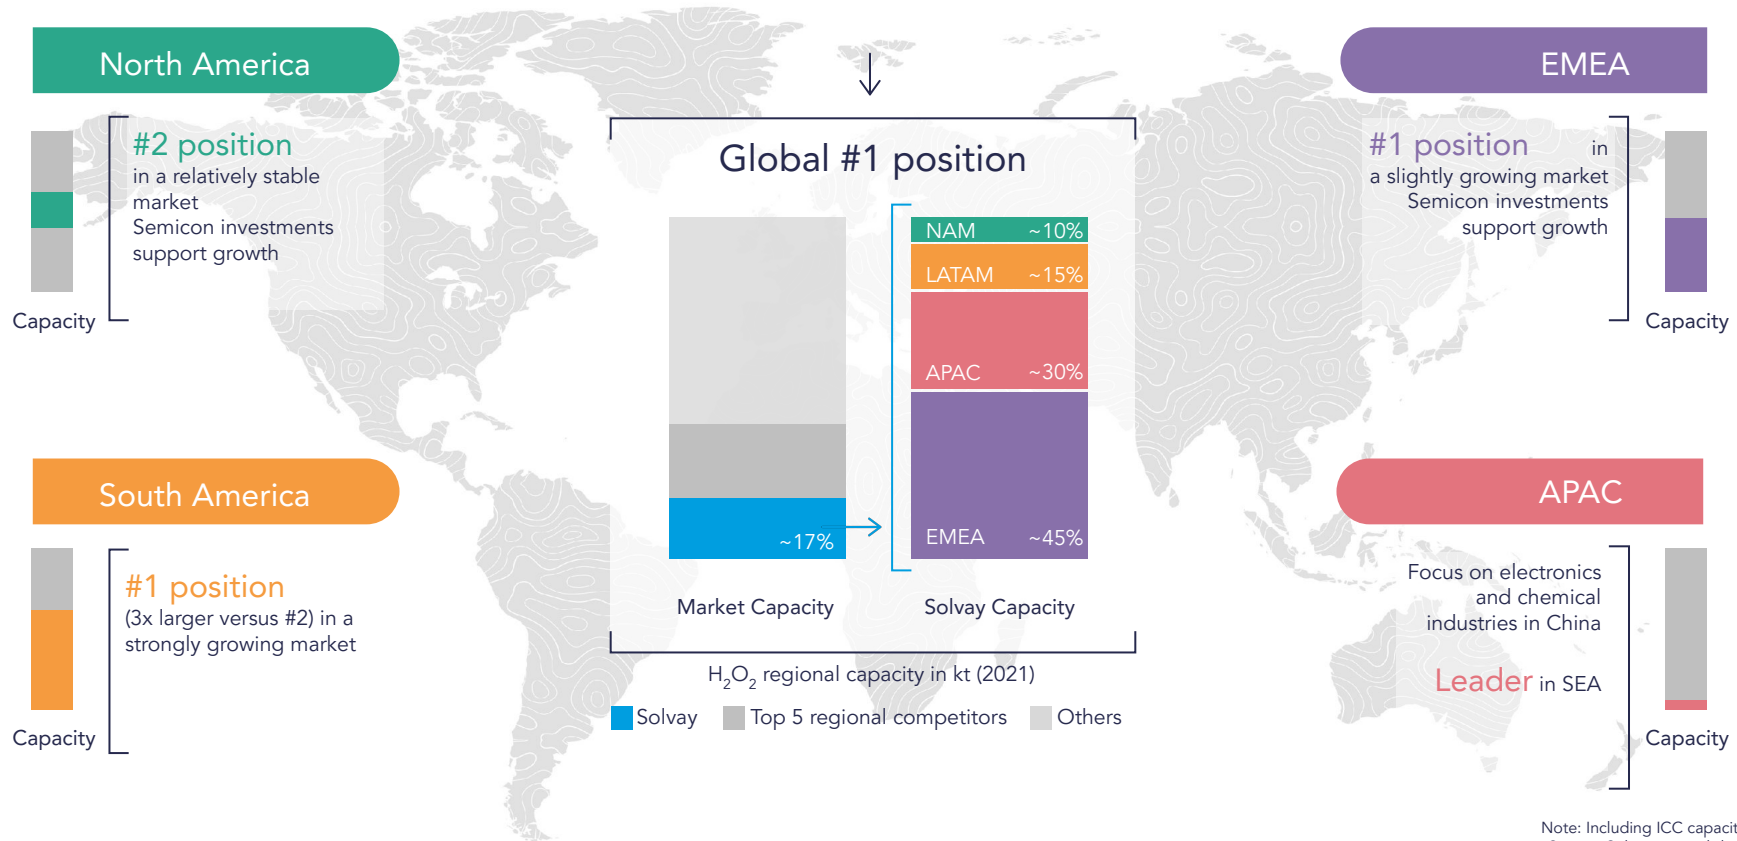 North America
#2 position
in a relatively stable
market
Semicon investments
support growth
Capacity
South America
#1 position
(3x larger versus #2) in a
strongly growing market
Capacity
Global #1 position
~17%
Market Capacity
NAM ~10%
LATAM ~15%
APAC ~30%
EMEA ~45%
Solvay Capacity
H₂O₂ regional capacity in kt (2021)
Solvay Top 5 regional competitors Others
EMEA
#1 position in
a slightly growing market
Semicon investments
support growth
Capacity
APAC
Focus on electronics
and chemical
industries in China
Leader in SEA
Capacity
Note: Including ICC